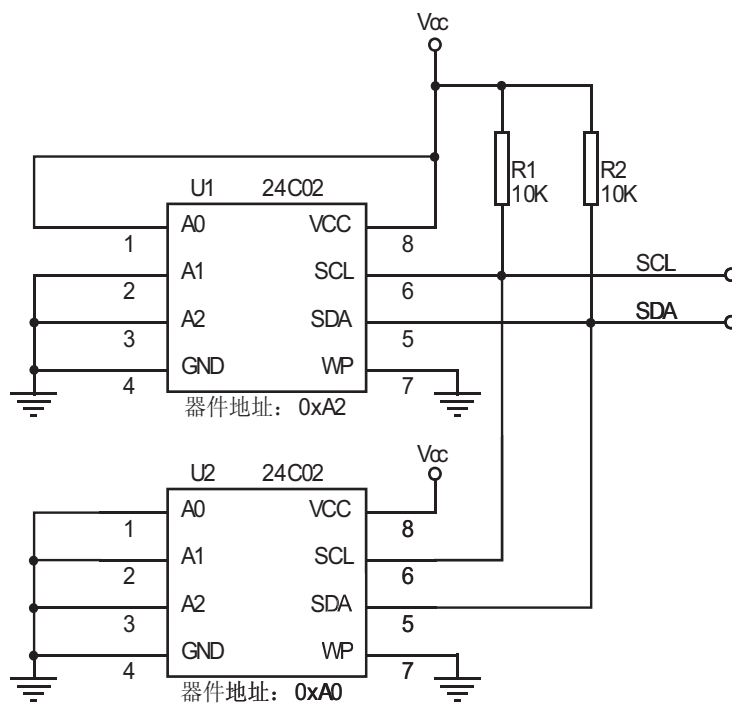 Vcc
R1
10K
R2
10K
U1 24C02
A0 VCC
1 8
A1 SCL
2 6
SCL
A2 SDA
3 5
SDA
GND WP
4 7
器件地址：0xA2
Vcc
U2 24C02
A0 VCC
1 8
A1 SCL
2 6
A2 SDA
3 5
GND WP
4 7
器件地址：0xA0